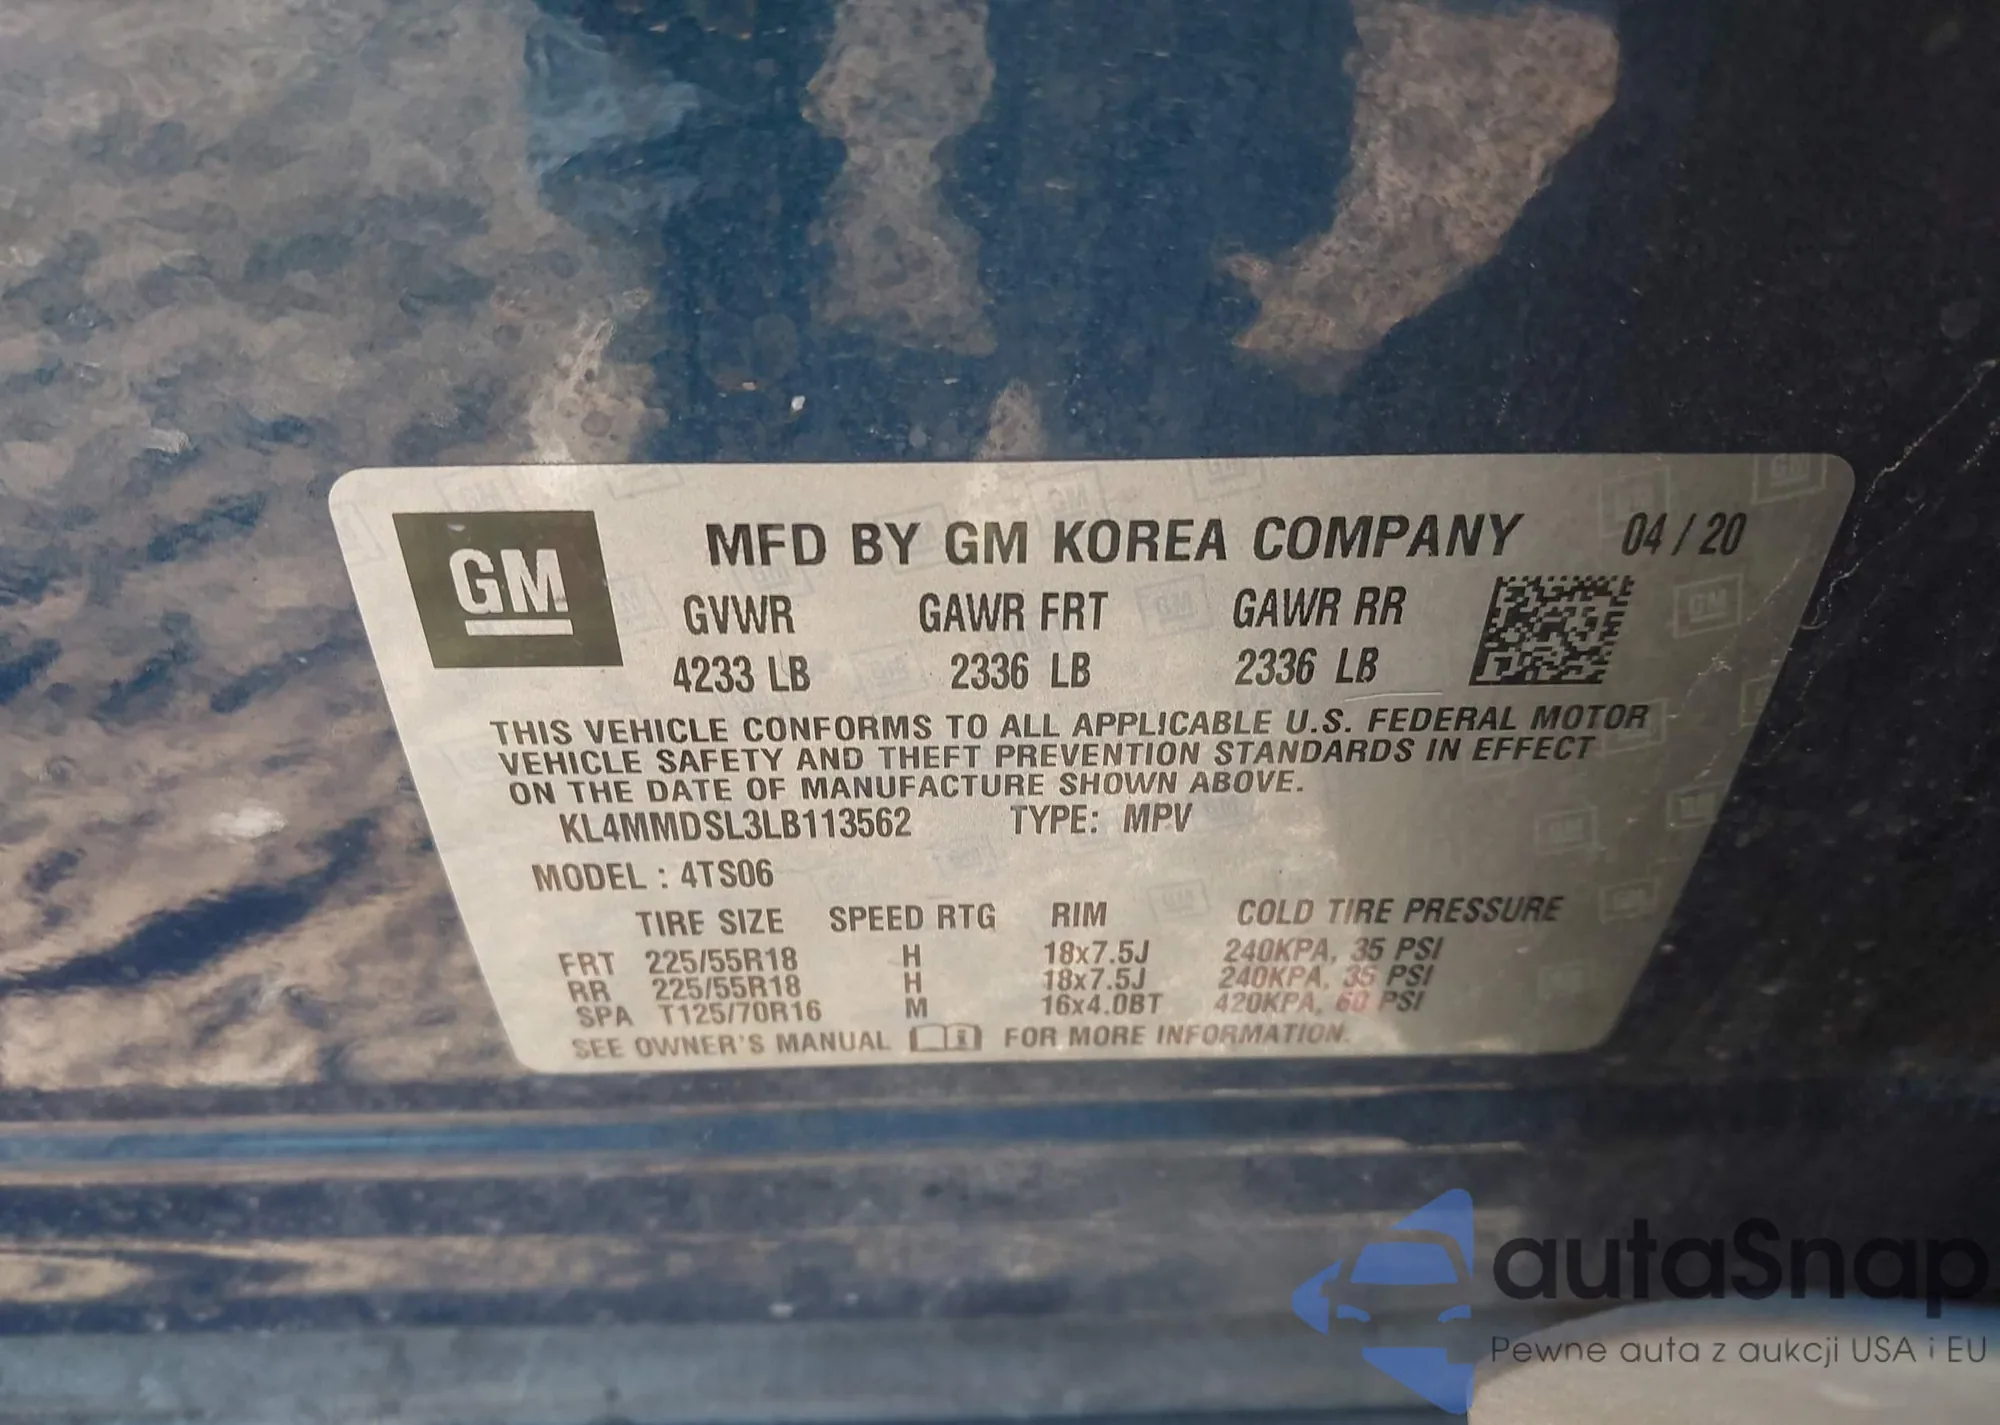 GM
MFD BY GM KOREA COMPANY 04 / 20
GVWR GAWR FRT GAWR RR
4233 LB 2336 LB 2336 LB
THIS VEHICLE CONFORMS TO ALL APPLICABLE U.S. FEDERAL MOTOR
VEHICLE SAFETY AND THEFT PREVENTION STANDARDS IN EFFECT
ON THE DATE OF MANUFACTURE SHOWN ABOVE.
KL4MMDSL3LB113562 TYPE: MPV
MODEL : 4TS06
TIRE SIZE SPEED RTG RIM COLD TIRE PRESSURE
FRT 225/55R18 H 18x7.5J 240KPA, 35 PSI
RR 225/55R18 H 18x7.5J 240KPA, 35 PSI
SPA T125/70R16 M 16x4.0BT 420KPA, 60 PSI
SEE OWNER'S MANUAL i FOR MORE INFORMATION.
autaSnap
Pewne auta z aukcji USA i EU